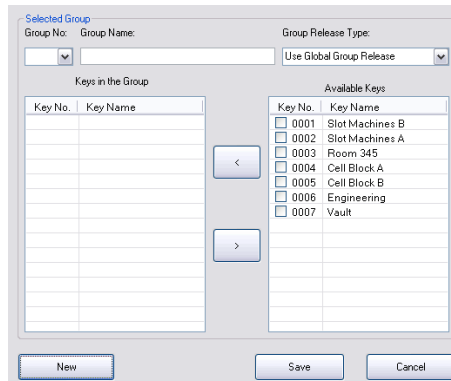 Selected Group
Group No: Group Name: Group Release Type:
Use Global Group Release
Keys in the Group
Available Keys
Key No. Key Name
Key No. Key Name
0001 Slot Machines B
0002 Slot Machines A
0003 Room 345
0004 Cell Block A
0005 Cell Block B
0006 Engineering
0007 Vault
<
>
New Save Cancel